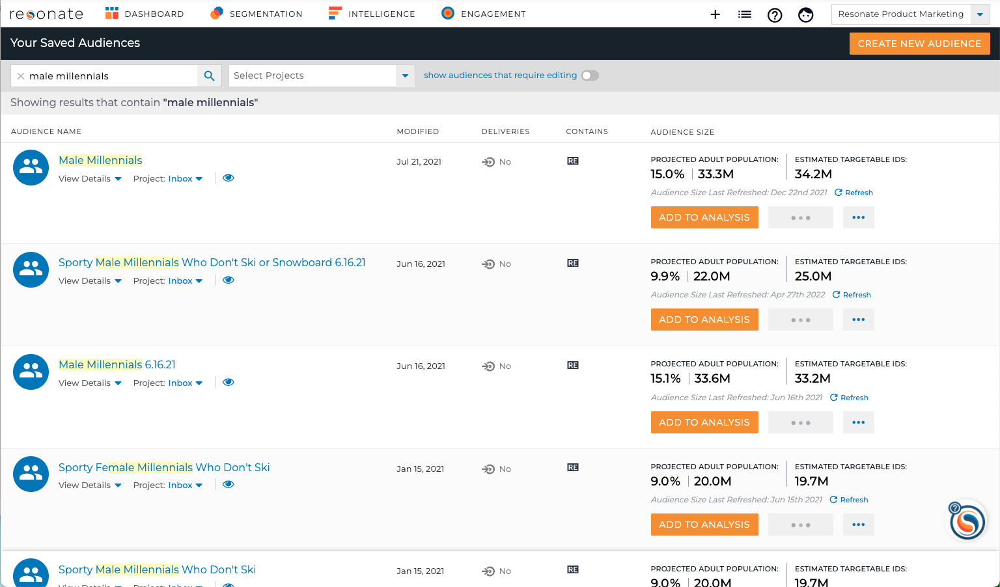 resonate DASHBOARD SEGMENTATION INTELLIGENCE ENGAGEMENT Resonate Product Marketing
Your Saved Audiences CREATE NEW AUDIENCE
male millennials Select Projects show audiences that require editing
Showing results that contain "male millennials"
AUDIENCE NAME MODIFIED DELIVERIES CONTAINS AUDIENCE SIZE
Male Millennials Jul 21, 2021 No RE PROJECTED ADULT POPULATION: ESTIMATED TARGETABLE IDS:
View Details Project: Inbox 15.0% 33.3M 34.2M
Audience Size Last Refreshed: Dec 22nd 2021 Refresh
ADD TO ANALYSIS
Sporty Male Millennials Who Don't Ski or Snowboard 6.16.21 Jun 16, 2021 No RE PROJECTED ADULT POPULATION: ESTIMATED TARGETABLE IDS:
View Details Project: Inbox 9.9% 22.0M 25.0M
Audience Size Last Refreshed: Apr 27th 2022 Refresh
ADD TO ANALYSIS
Male Millennials 6.16.21 Jun 16, 2021 No RE PROJECTED ADULT POPULATION: ESTIMATED TARGETABLE IDS:
View Details Project: Inbox 15.1% 33.6M 33.2M
Audience Size Last Refreshed: Jun 16th 2021 Refresh
ADD TO ANALYSIS
Sporty Female Millennials Who Don't Ski Jan 15, 2021 No RE PROJECTED ADULT POPULATION: ESTIMATED TARGETABLE IDS:
View Details Project: Inbox 9.0% 20.0M 19.7M
Audience Size Last Refreshed: Jun 15th 2021 Refresh
ADD TO ANALYSIS
Sporty Male Millennials Who Don't Ski Jan 15, 2021 No RE PROJECTED ADULT POPULATION: ESTIMATED TARGETABLE IDS:
View Details Project: Inbox 9.0% 20.0M 19.7M